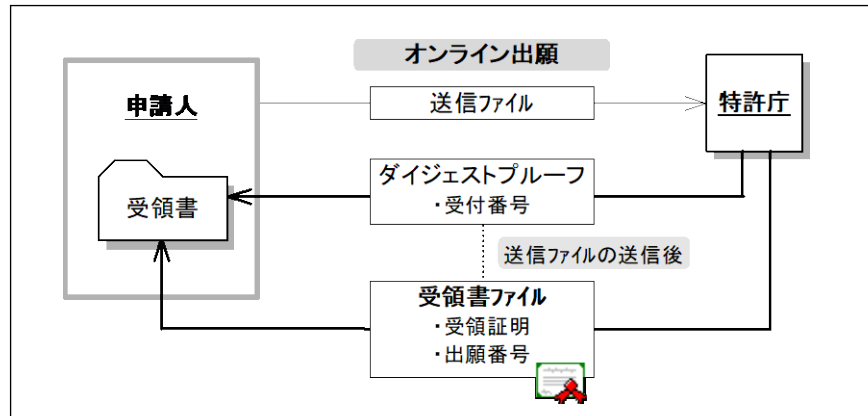 オンライン出願
申請人
送信ファイル
特許庁
ダイジェストプルーフ
・受付番号
受領書
送信ファイルの送信後
受領書ファイル
・受領証明
・出願番号